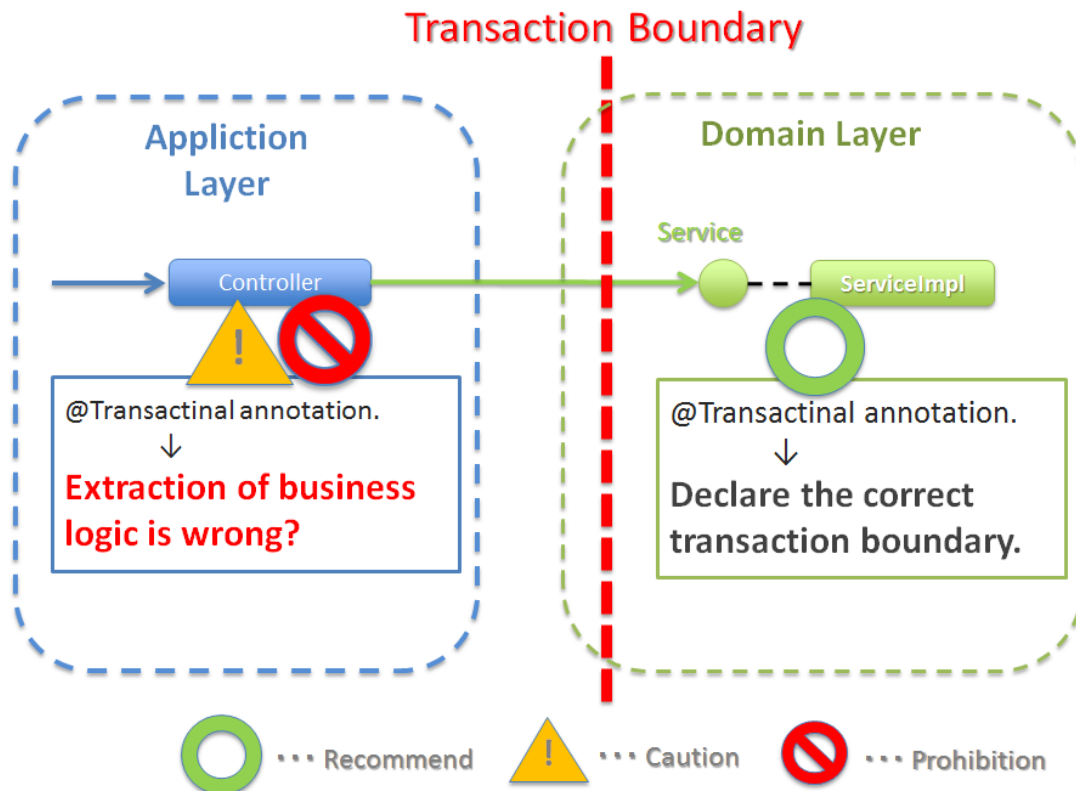 Transaction Boundary
Appliction
Layer
Domain Layer
Service
Controller
ServiceImpl
!
@Transactinal annotation.
↓
Extraction of business
logic is wrong?
@Transactinal annotation.
↓
Declare the correct
transaction boundary.
··· Recommend
!
··· Caution
··· Prohibition